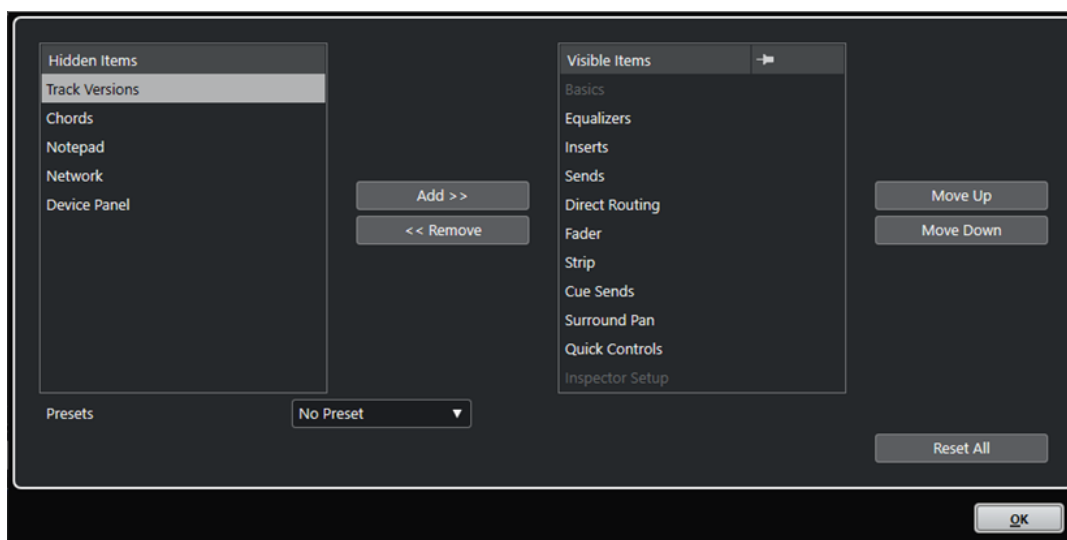 Hidden Items
Track Versions
Chords
Notepad
Network
Device Panel
Add >>
<< Remove
Visible Items
Basics
Equalizers
Inserts
Sends
Direct Routing
Fader
Strip
Cue Sends
Surround Pan
Quick Controls
Inspector Setup
Move Up
Move Down
Presets
No Preset
Reset All
OK